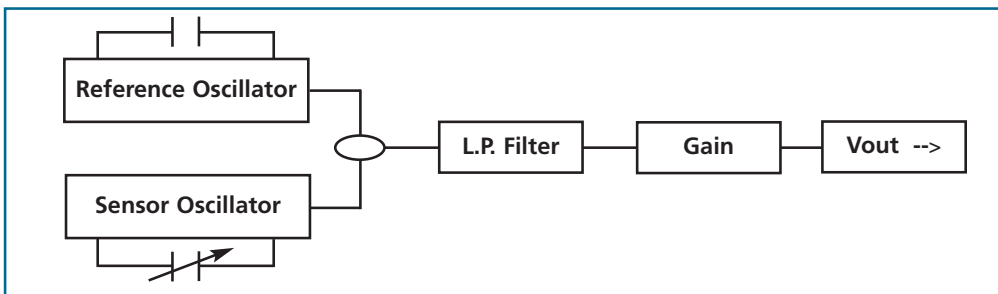 Reference Oscillator
Sensor Oscillator
L.P. Filter
Gain
Vout -->